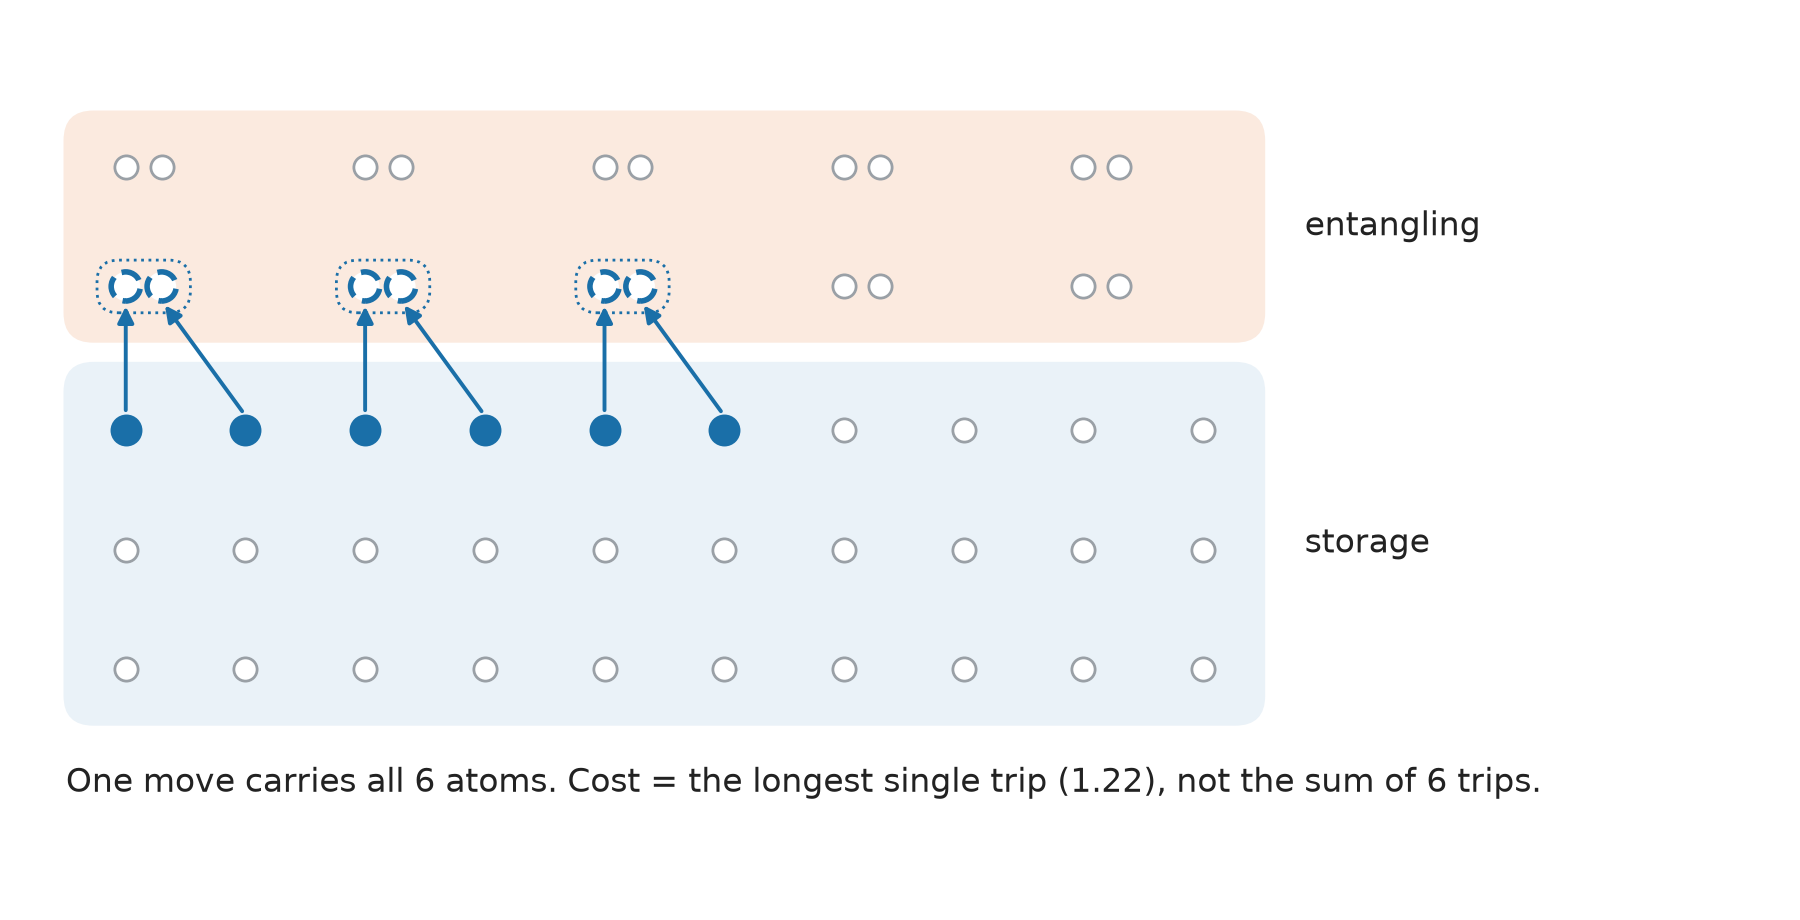 entangling
storage
One move carries all 6 atoms. Cost = the longest single trip (1.22), not the sum of 6 trips.